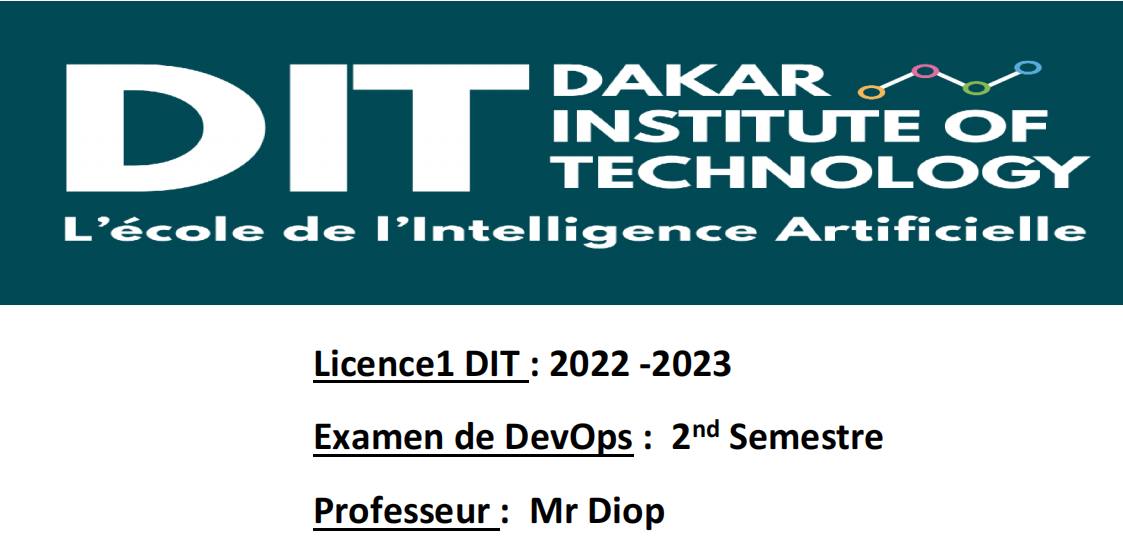 DIT
DAKAR
INSTITUTE OF
TECHNOLOGY
L'école de l'Intelligence Artificielle
Licence1 DIT : 2022 -2023
Examen de DevOps : 2nd Semestre
Professeur : Mr Diop